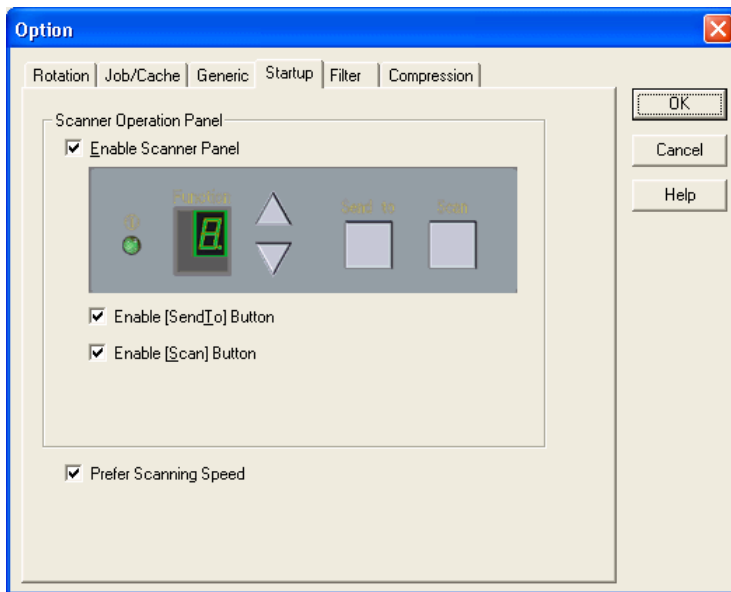 Option
Rotation Job/Cache Generic Startup Filter Compression
OK
Cancel
Help
Scanner Operation Panel
Enable Scanner Panel
Function Send to Scan
8.
Enable [SendTo] Button
Enable [Scan] Button
Prefer Scanning Speed